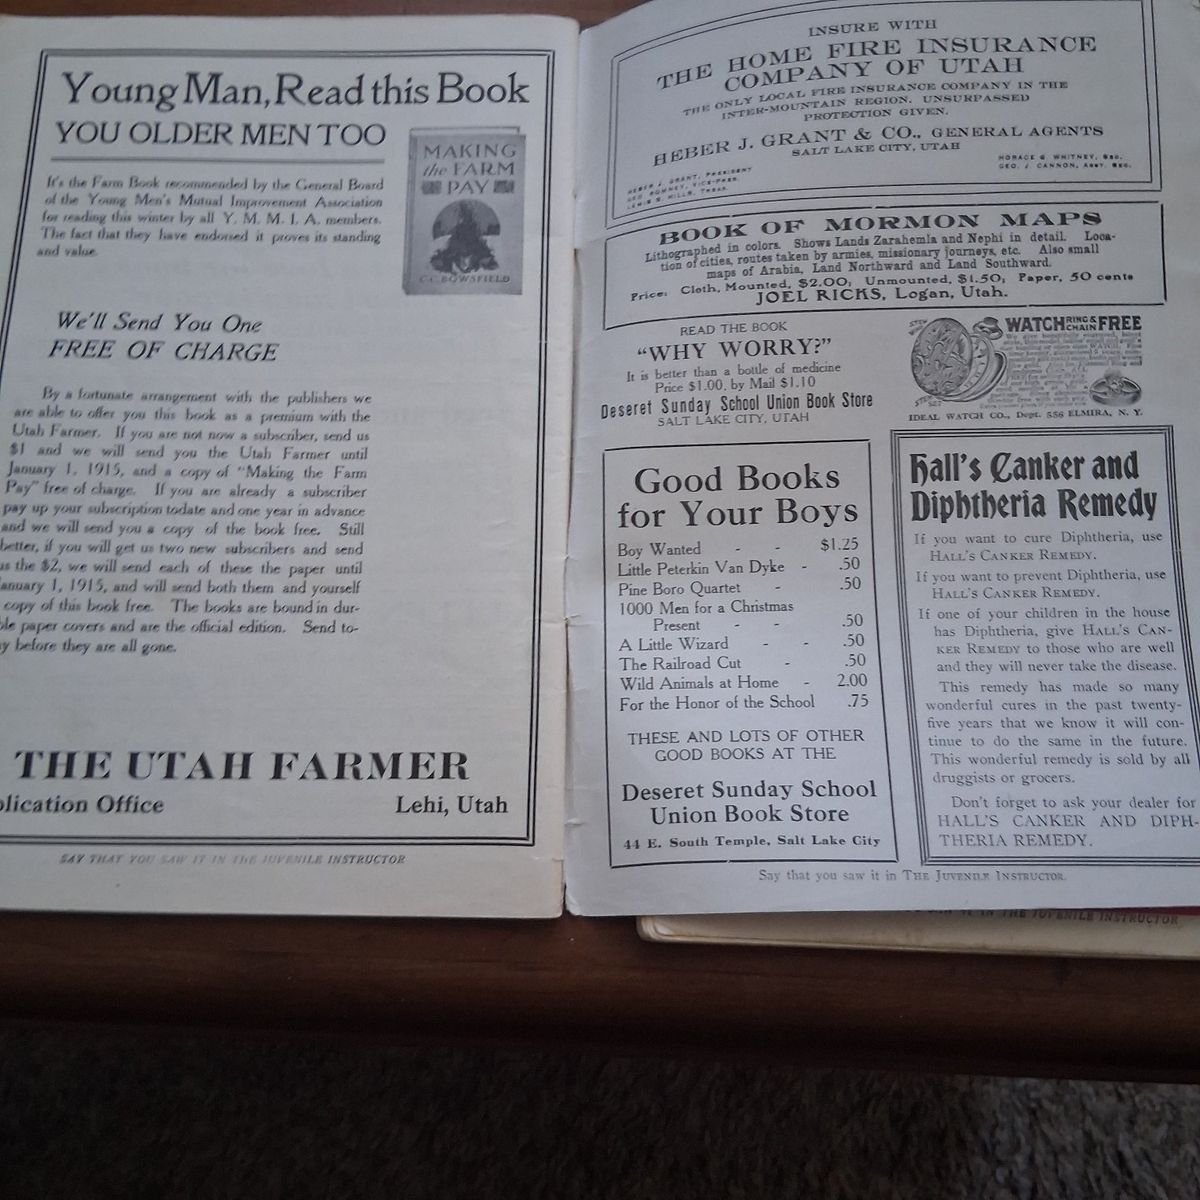 Young Man, Read this Book
YOU OLDER MEN TOO
It's the Farm Book recommended by the General Board
of the Young Men's Mutual Improvement Association
for reading this winter by all Y. M. M. I. A. members.
The fact that they have endorsed it proves its standing
and value.
MAKING
the FARM
PAY
C.C. BOWSFIELD
We'll Send You One
FREE OF CHARGE
By a fortunate arrangement with the publishers we
are able to offer you this book as a premium with the
Utah Farmer. If you are not now a subscriber, send us
$1 and we will send you the Utah Farmer until
January 1, 1915, and a copy of "Making the Farm
Pay" free of charge. If you are already a subscriber
pay up your subscription todate and one year in advance
and we will send you a copy of the book free. Still
better, if you will get us two new subscribers and send
us the $2, we will send each of these the paper until
anuary 1, 1915, and will send both them and yourself
copy of this book free. The books are bound in dur-
le paper covers and are the official edition. Send to-
y before they are all gone.
THE UTAH FARMER
lication Office Lehi, Utah
SAY THAT YOU SAW IT IN THE JUVENILE INSTRUCTOR
INSURE WITH
THE HOME FIRE INSURANCE
COMPANY OF UTAH
THE ONLY LOCAL FIRE INSURANCE COMPANY IN THE
INTER-MOUNTAIN REGION. UNSURPASSED
PROTECTION GIVEN.
HEBER J. GRANT & CO., GENERAL AGENTS
SALT LAKE CITY, UTAH
HEBER J. GRANT, PRESIDENT
GEO. ROMNEY, VICE-PRES.
LEWIS S. HILLS, TREAS.
HORACE G. WHITNEY, SEC.
GEO. J. CANNON, ASST. SEC.
BOOK OF MORMON MAPS
Lithographed in colors. Shows Lands Zarahemla and Nephi in detail. Loca-
tion of cities, routes taken by armies, missionary journeys, etc. Also small
maps of Arabia, Land Northward and Land Southward.
Price: Cloth, Mounted, $2.00; Unmounted, $1.50; Paper, 50 cents
JOEL RICKS, Logan, Utah.
READ THE BOOK
"WHY WORRY?"
It is better than a bottle of medicine
Price $1.00, by Mail $1.10
Deseret Sunday School Union Book Store
SALT LAKE CITY, UTAH
WATCH RING & CHAIN FREE
IDEAL WATCH CO., Dept. 556 ELMIRA, N. Y.
Good Books
for Your Boys
Boy Wanted - - $1.25
Little Peterkin Van Dyke - .50
Pine Boro Quartet - .50
1000 Men for a Christmas
Present - - .50
A Little Wizard - - .50
The Railroad Cut - .50
Wild Animals at Home - 2.00
For the Honor of the School .75
THESE AND LOTS OF OTHER
GOOD BOOKS AT THE
Deseret Sunday School
Union Book Store
44 E. South Temple, Salt Lake City
Hall's Canker and
Diphtheria Remedy
If you want to cure Diphtheria, use
HALL'S CANKER REMEDY.
If you want to prevent Diphtheria, use
HALL'S CANKER REMEDY.
If one of your children in the house
has Diphtheria, give HALL'S CAN-
KER REMEDY to those who are well
and they will never take the disease.
This remedy has made so many
wonderful cures in the past twenty-
five years that we know it will con-
tinue to do the same in the future.
This wonderful remedy is sold by all
druggists or grocers.
Don't forget to ask your dealer for
HALL'S CANKER AND DIPH-
THERIA REMEDY.
Say that you saw it in THE JUVENILE INSTRUCTOR.
IN THE JUVENILE INSTRUCTOR